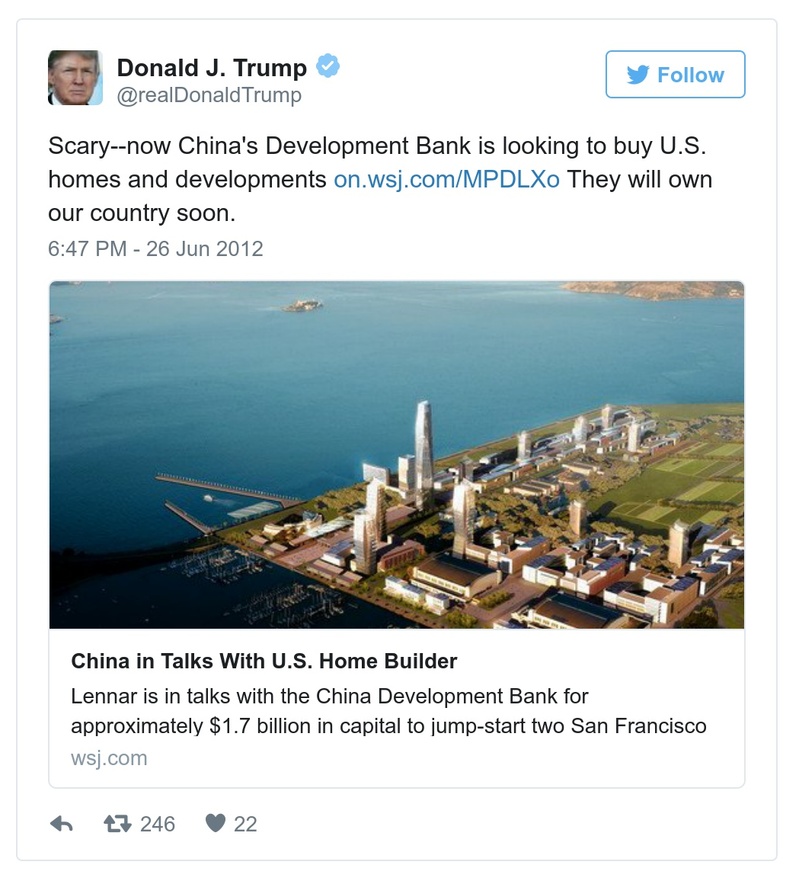 Donald J. Trump
Follow
@realDonaldTrump
Scary--now China's Development Bank is looking to buy U.S.
homes and developments on.wsj.com/MPDLXo They will own
our country soon.
6:47 PM - 26 Jun 2012
China in Talks With U.S. Home Builder
Lennar is in talks with the China Development Bank for
approximately $1.7 billion in capital to jump-start two San Francisco
wsj.com
246 22